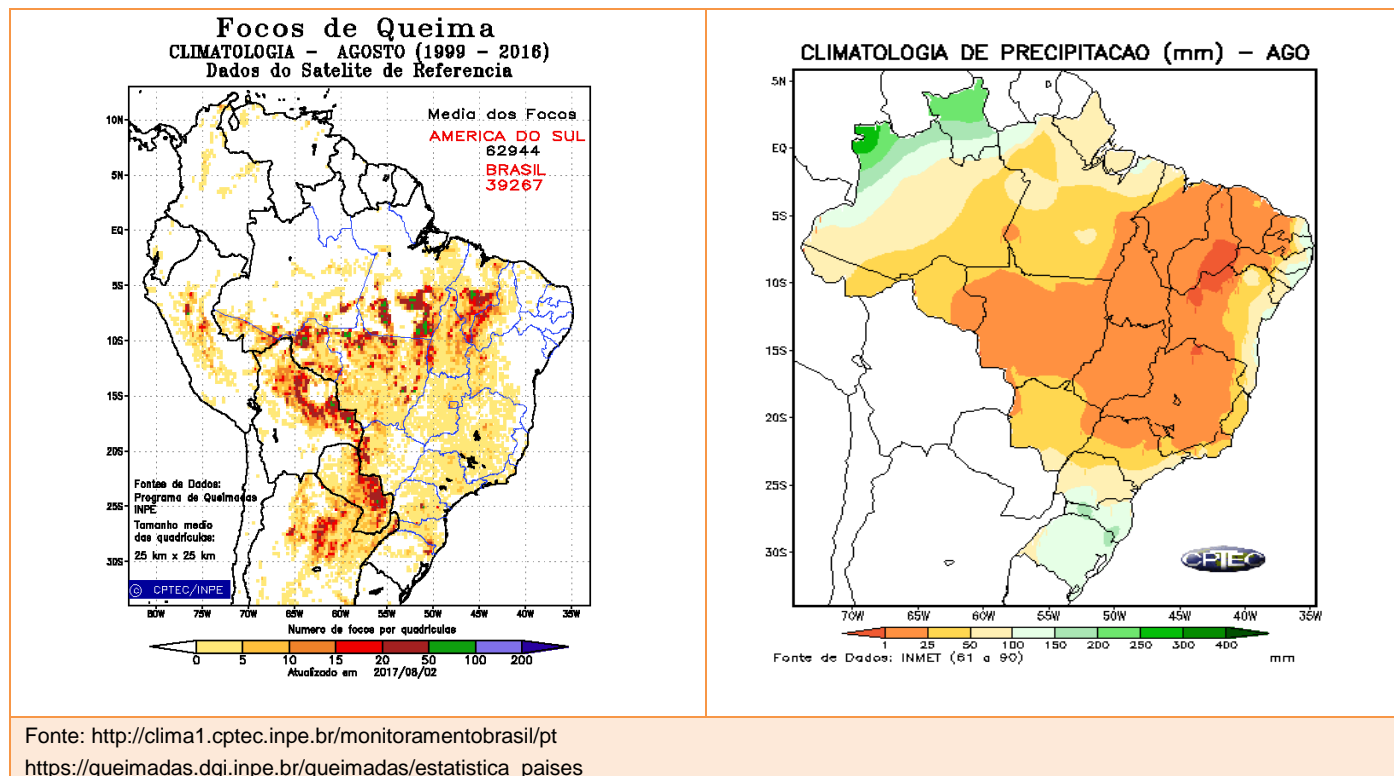 Focos de Queima
CLIMATOLOGIA – AGOSTO (1999 – 2016)
Dados do Satelite de Referencia
Media dos Focos
AMERICA DO SUL
62944
BRASIL
39267
10N
5N
EQ
5S
10S
15S
20S
25S
30S
Fontes de Dados:
Programa de Queimadas
INPE
Tamanho medio
das quadrículas:
25 km x 25 km
© CPTEC/INPE
80W 75W 70W 65W 60W 55W 50W 45W 40W 35W
Numero de focos por quadrículas
0 5 10 15 20 50 100 200
Atualizado em 2017/08/02
CLIMATOLOGIA DE PRECIPITACAO (mm) – AGO
5N
EQ
5S
10S
15S
20S
25S
30S
CPTEC
70W 65W 60W 55W 50W 45W 40W 35W
1 25 50 100 150 200 250 300 400
Fonte de Dados: INMET (61 a 90) mm
Fonte: http://clima1.cptec.inpe.br/monitoramentobrasil/pt
https://queimadas.dgi.inpe.br/queimadas/estatistica_paises